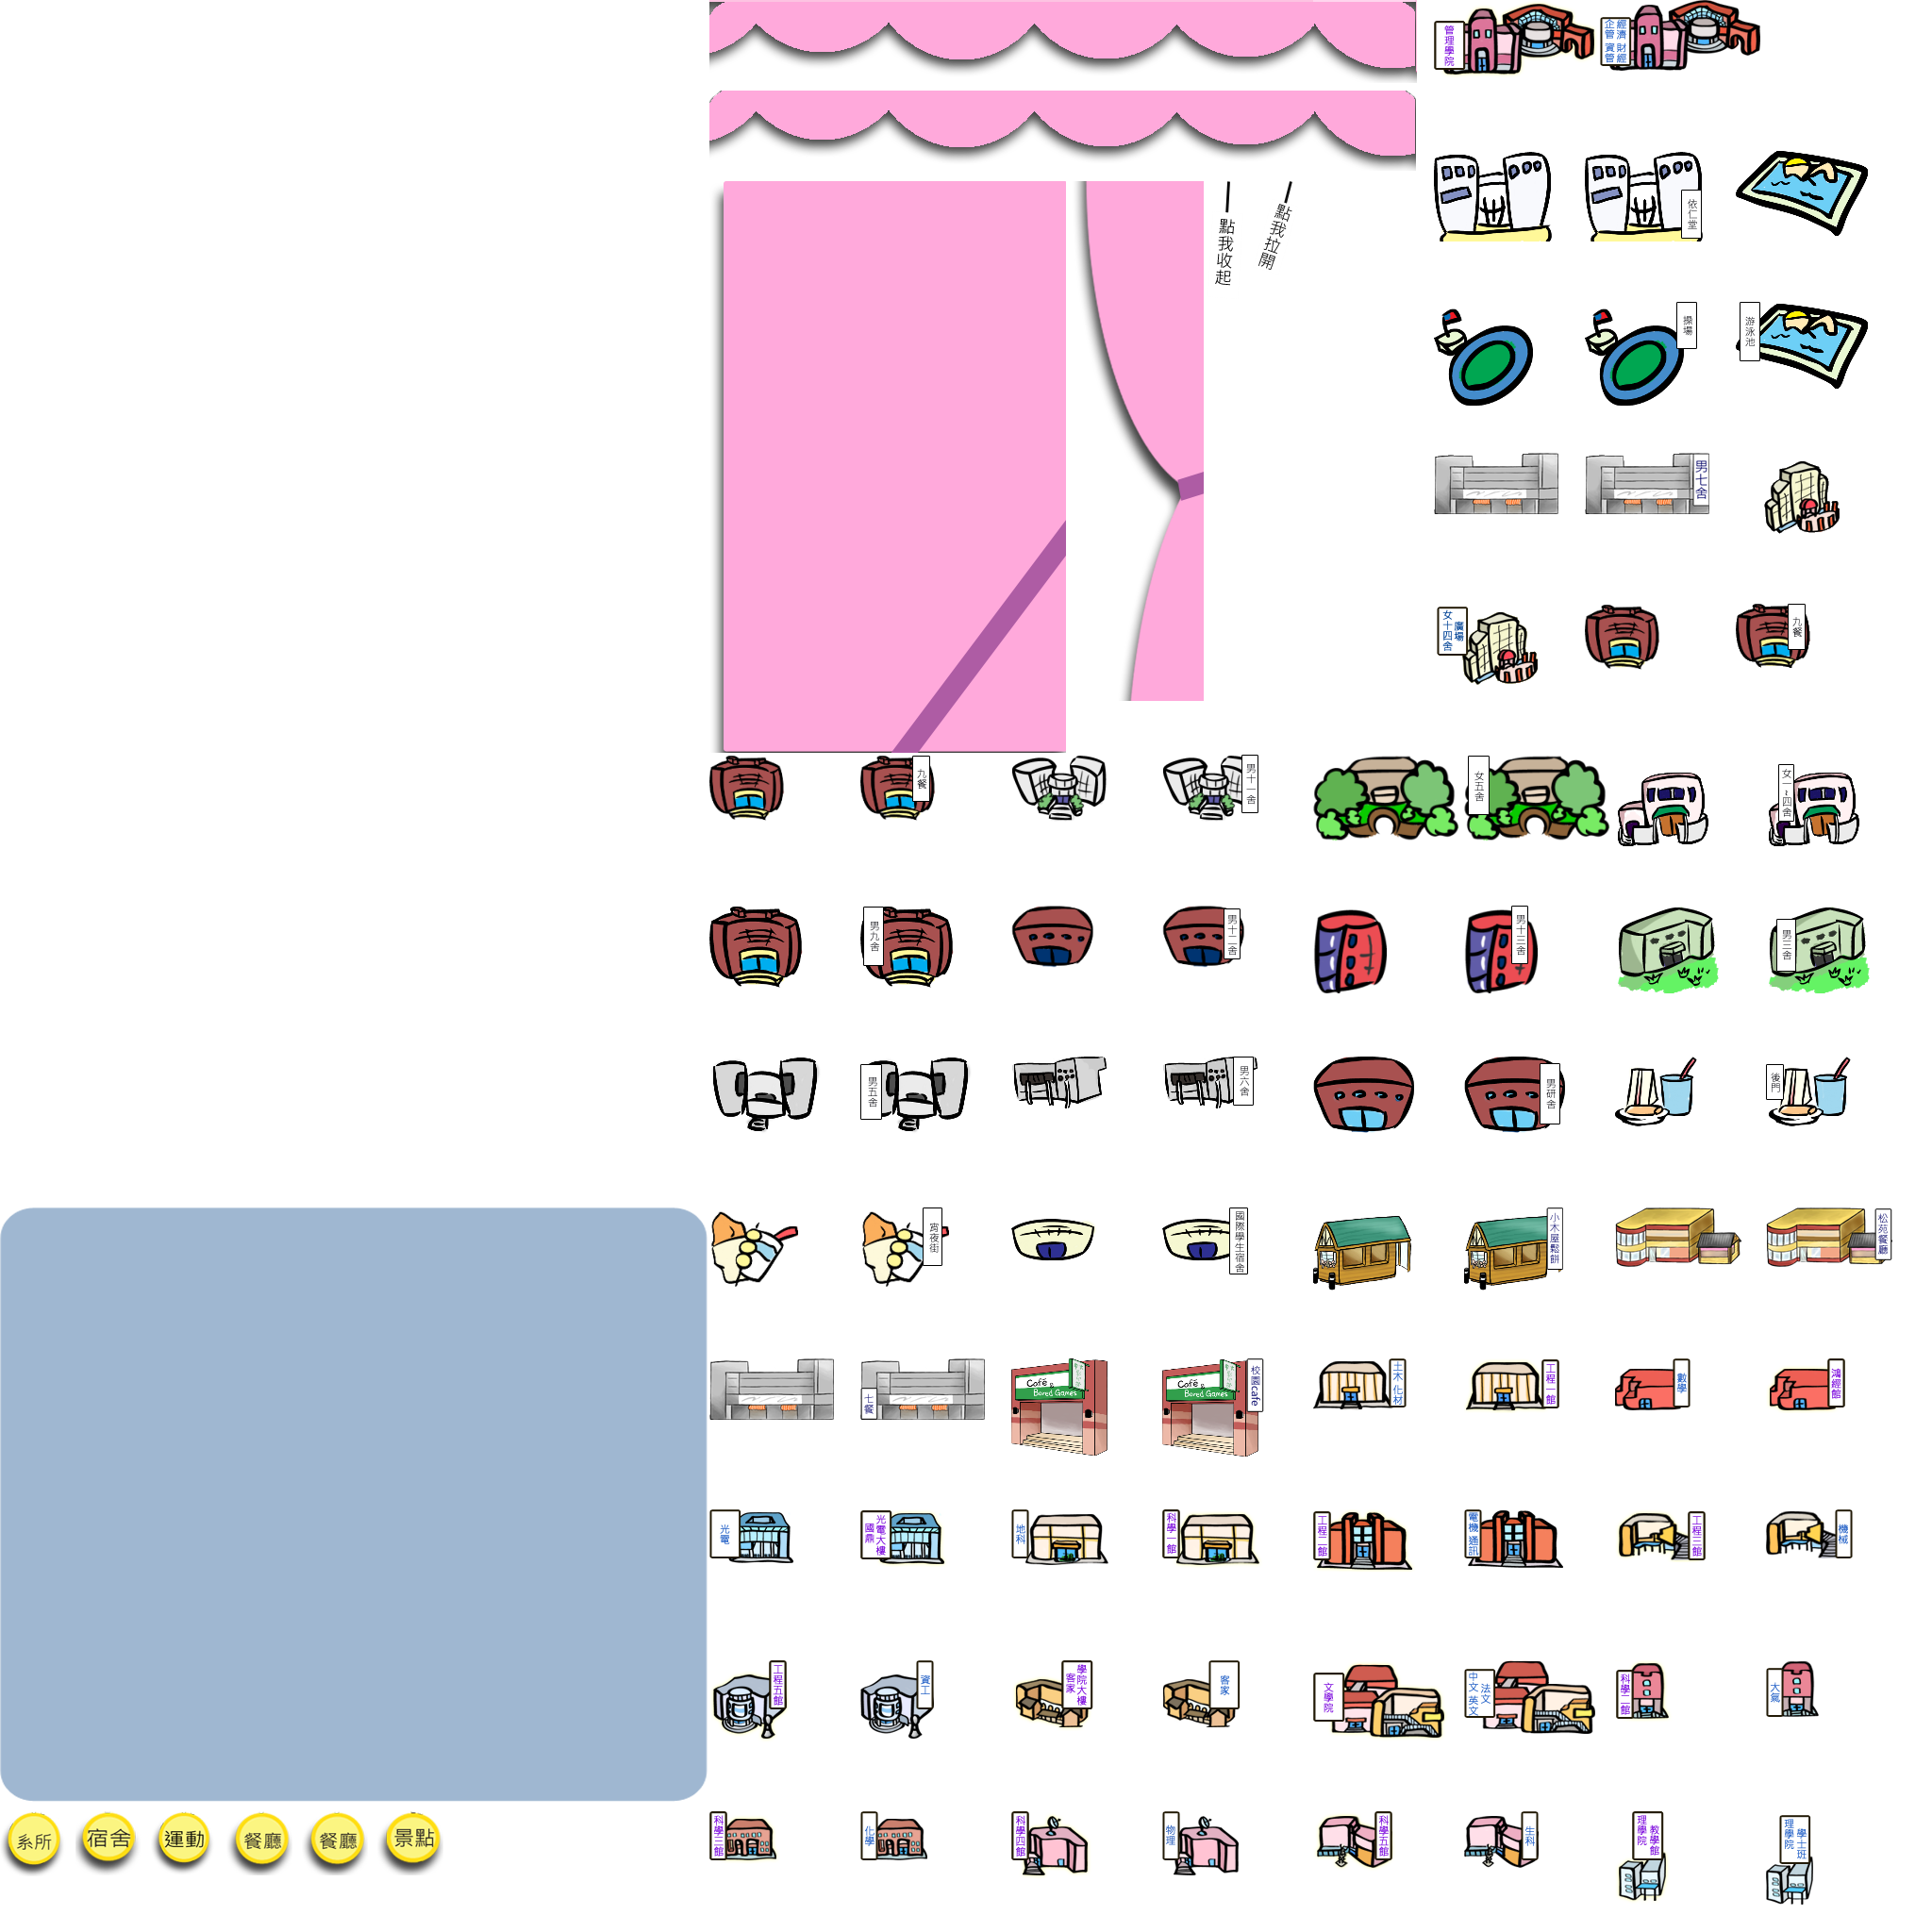 管理學院
經濟 財經
企管 資管
依仁堂
點我收起
點我拉開
操場
游泳池
男七舍
廣場
女十四舍
九餐
九餐
男十一舍
女五舍
女一~四舍
男九舍
男十二舍
男十三舍
男三舍
男五舍
男六舍
男研舍
後門
宵夜街
國際學生宿舍
小木屋鬆餅
松苑餐廳
七餐
Café &
Bored Games
Café &
Bored Games
校園cafe
土木 化材
工程一館
數學
鴻經館
光電
光電大樓
國鼎
地科
科學一館
工程二館
電機 通訊
工程三館
機械
工程五館
資工
學院大樓
客家
客家
文學院
法文
中文 英文
科學二館
大氣
系所
宿舍
運動
餐廳
餐廳
景點
科學三館
化學
科學四館
物理
科學五館
生科
教學館
理學院
學士班
理學院